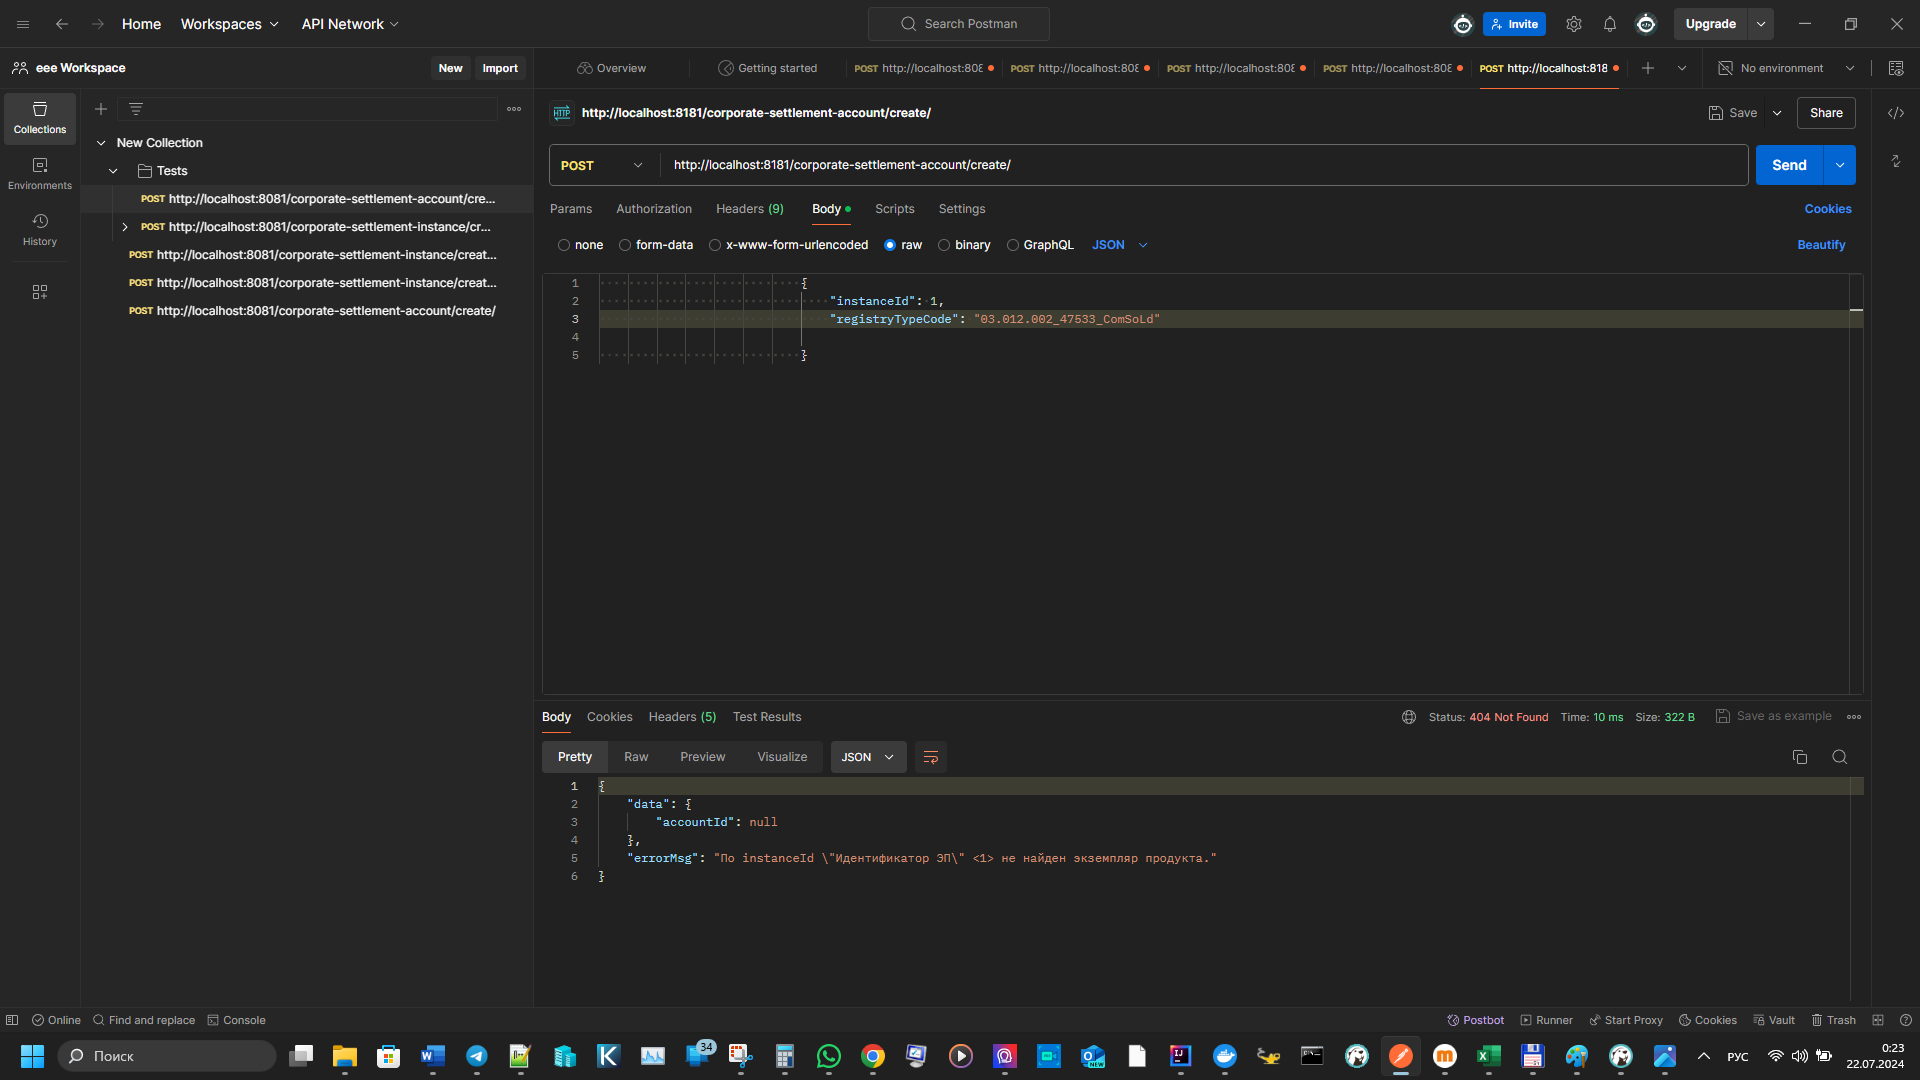 Home
Workspaces
API Network
Search Postman
Invite
Upgrade
eee Workspace
New
Import
Overview
Getting started
POST http://localhost:808
POST http://localhost:808
POST http://localhost:808
POST http://localhost:808
POST http://localhost:818
No environment
Collections
Environments
History
New Collection
Tests
POST http://localhost:8081/corporate-settlement-account/cre...
POST http://localhost:8081/corporate-settlement-instance/cr...
POST http://localhost:8081/corporate-settlement-instance/creat...
POST http://localhost:8081/corporate-settlement-instance/creat...
POST http://localhost:8081/corporate-settlement-account/create/
HTTP http://localhost:8181/corporate-settlement-account/create/
Save
Share
POST
http://localhost:8181/corporate-settlement-account/create/
Send
Params
Authorization
Headers (9)
Body
Scripts
Settings
Cookies
none
form-data
x-www-form-urlencoded
raw
binary
GraphQL
JSON
Beautify
1 {
2 "instanceId": 1,
3 "registryTypeCode": "03.012.002_47533_ComSoLd"
4
5 }
Body
Cookies
Headers (5)
Test Results
Status: 404 Not Found
Time: 10 ms
Size: 322 B
Save as example
Pretty
Raw
Preview
Visualize
JSON
1 {
2 "data": {
3 "accountId": null
4 },
5 "errorMsg": "По instanceId \"Идентификатор ЭП\" <1> не найден экземпляр продукта."
6 }
Online
Find and replace
Console
Postbot
Runner
Start Proxy
Cookies
Vault
Trash
Поиск
34
NEW
РУС
0:23
22.07.2024